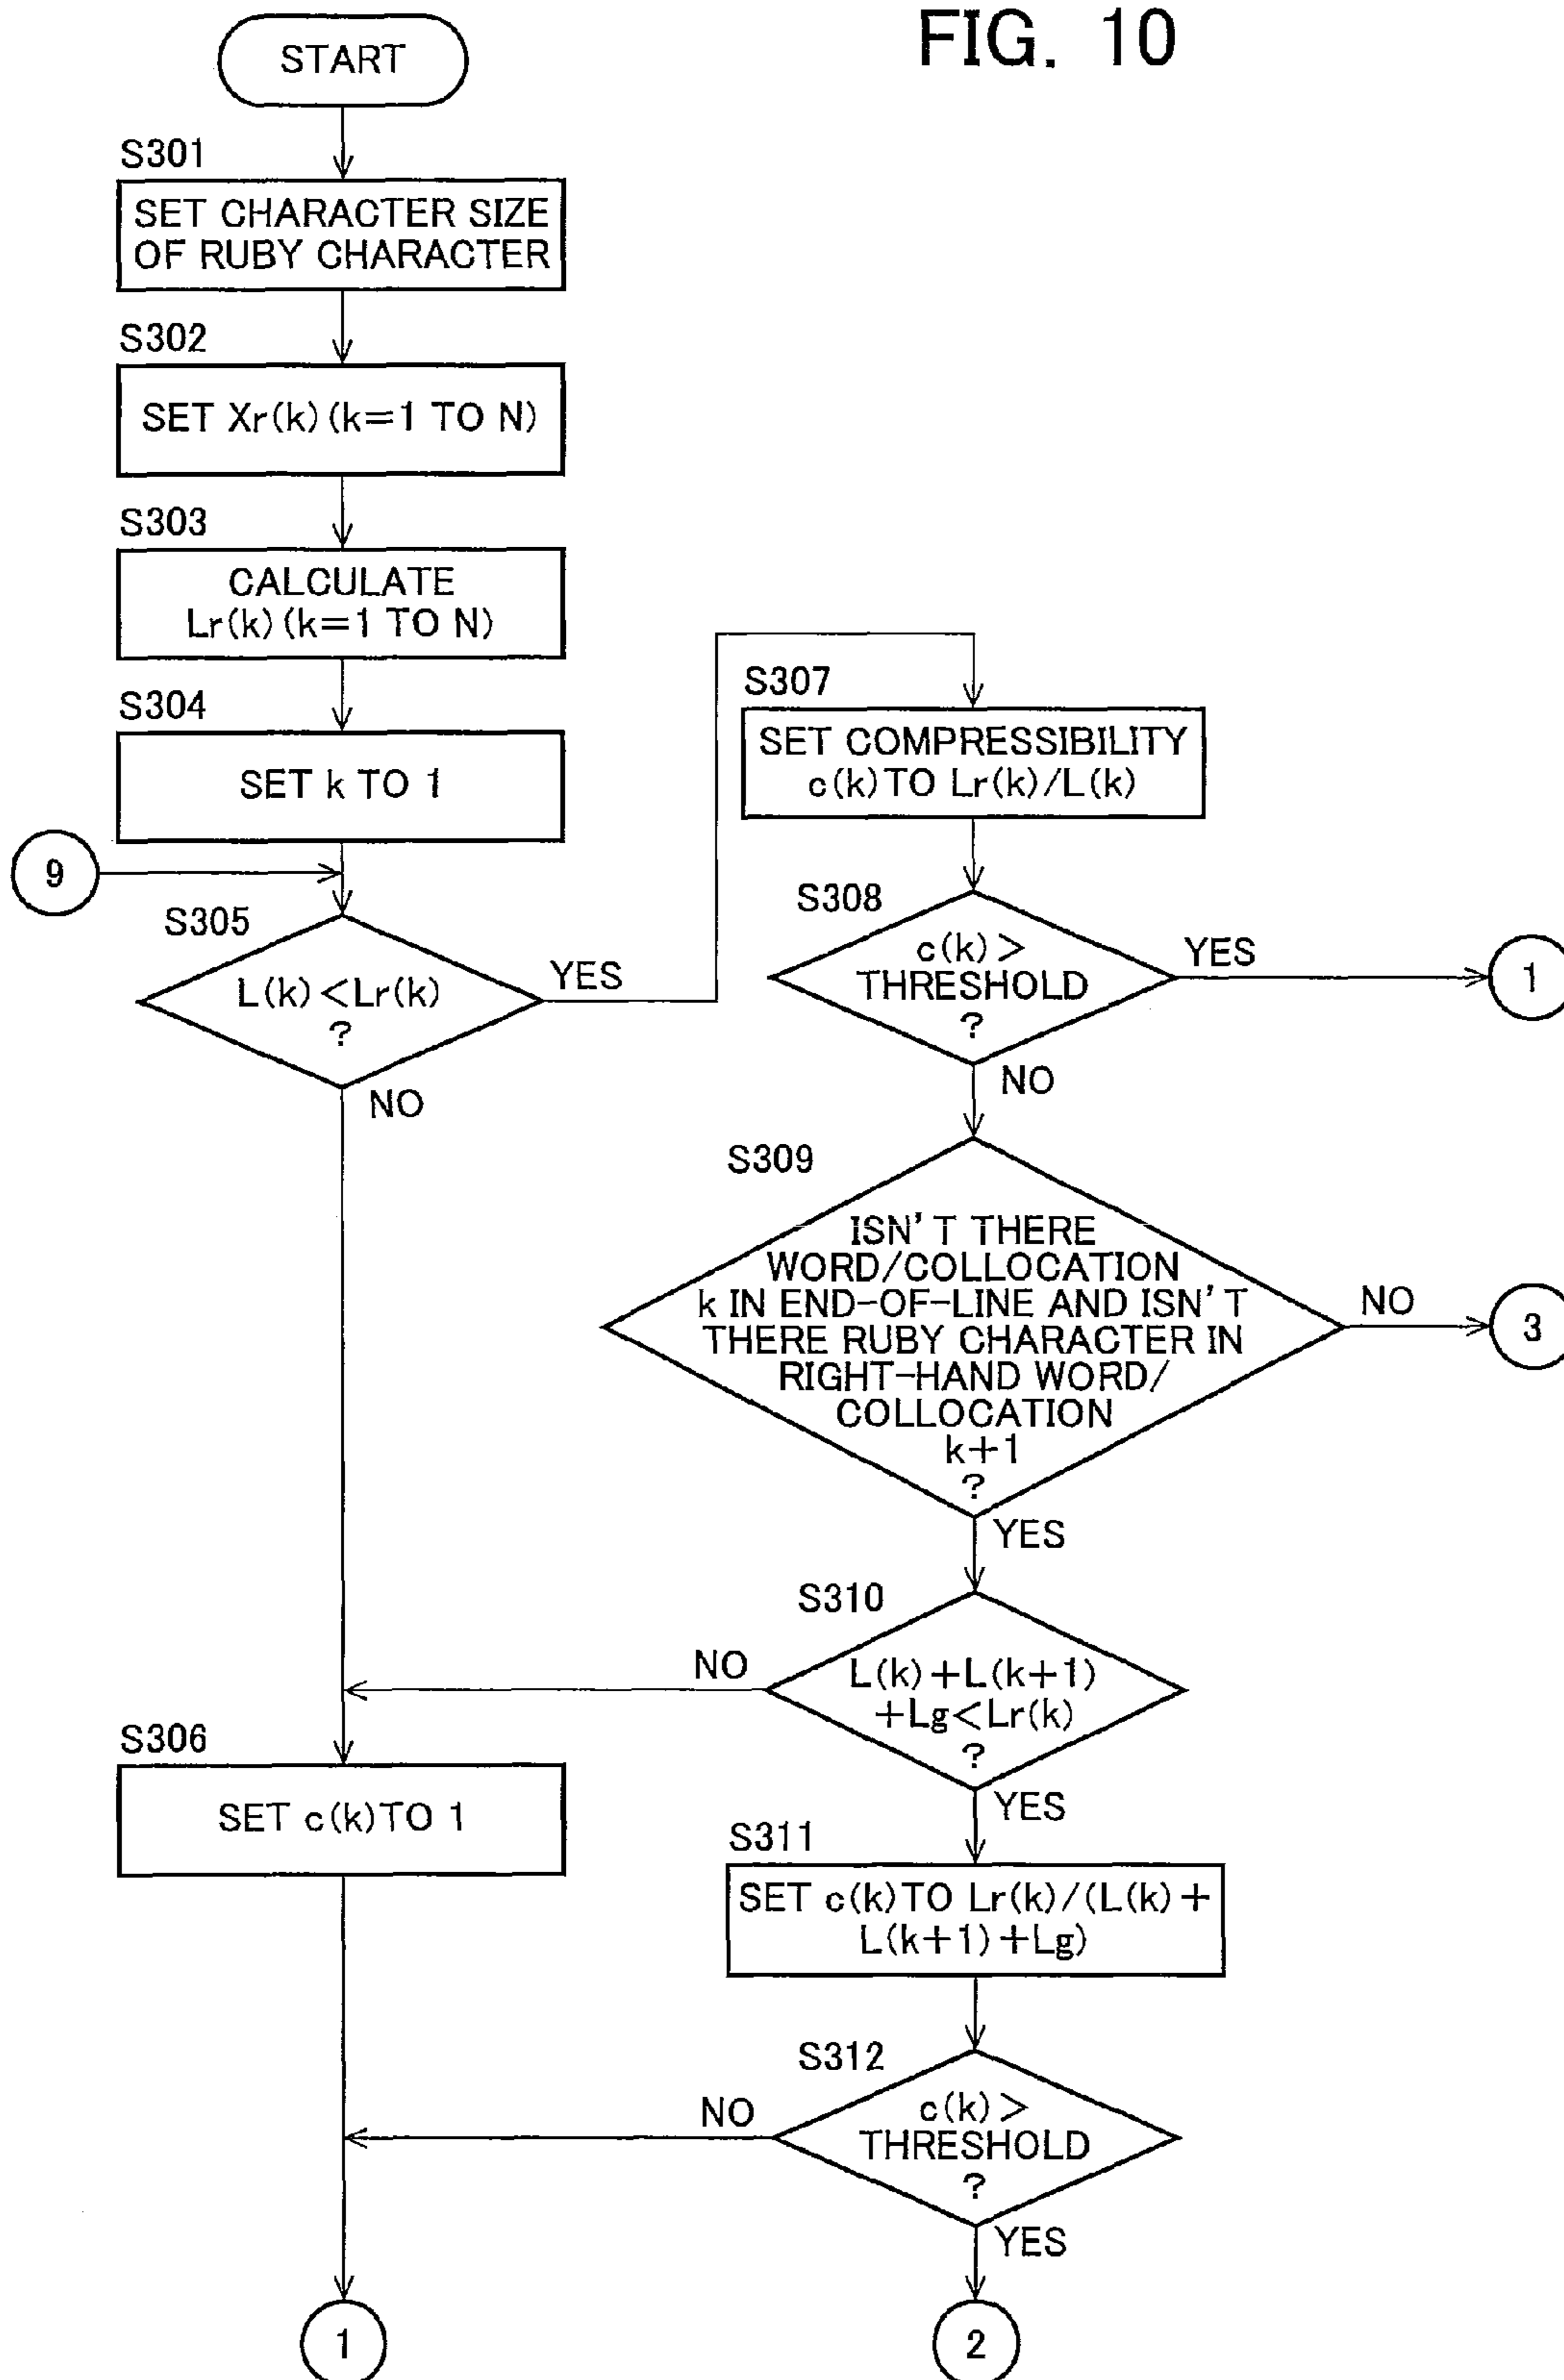 FIG. 10
START
S301
SET CHARACTER SIZE
OF RUBY CHARACTER
S302
SET Xr(k)(k=1 TO N)
S303
CALCULATE
Lr(k)(k=1 TO N)
S304
SET k TO 1
9
S305
L(k)<Lr(k)
?
YES
NO
S307
SET COMPRESSIBILITY
c(k)TO Lr(k)/L(k)
S308
c(k)>
THRESHOLD
?
YES
1
NO
S309
ISN'T THERE
WORD/COLLOCATION
k IN END-OF-LINE AND ISN'T
THERE RUBY CHARACTER IN
RIGHT-HAND WORD/
COLLOCATION
k+1
?
NO
3
YES
S310
L(k)+L(k+1)
+Lg<Lr(k)
?
NO
YES
S306
SET c(k)TO 1
S311
SET c(k)TO Lr(k)/(L(k)+
L(k+1)+Lg)
S312
c(k)>
THRESHOLD
?
NO
YES
1
2